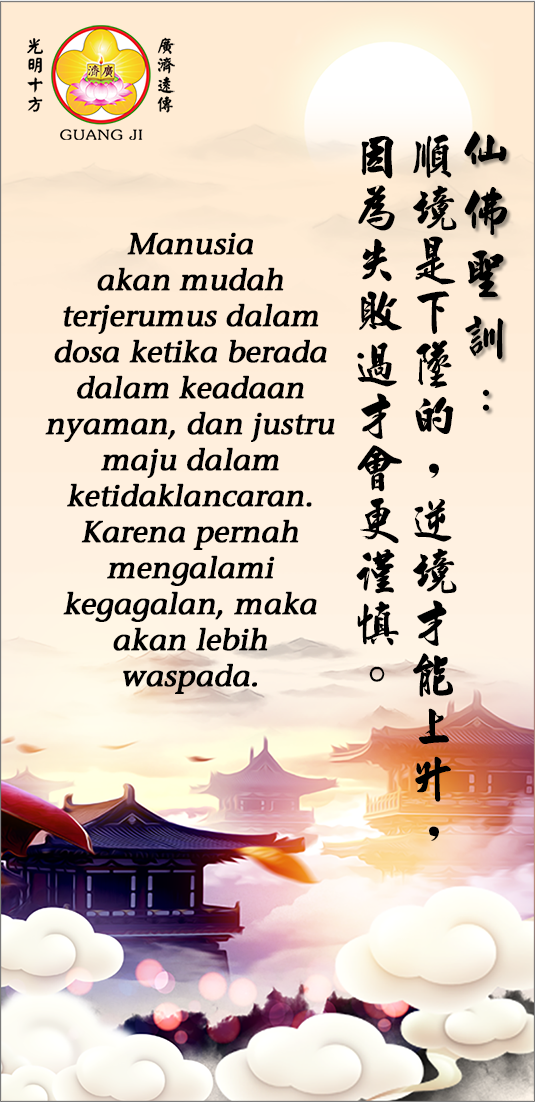 光明十方
廣濟遠傳
濟廣
GUANG JI
仙佛聖訓：
順境是下墜的，逆境才能上升，
因為失敗過才會更謹慎。
Manusia
akan mudah
terjerumus dalam
dosa ketika berada
dalam keadaan
nyaman, dan justru
maju dalam
ketidaklancaran.
Karena pernah
mengalami
kegagalan, maka
akan lebih
waspada.